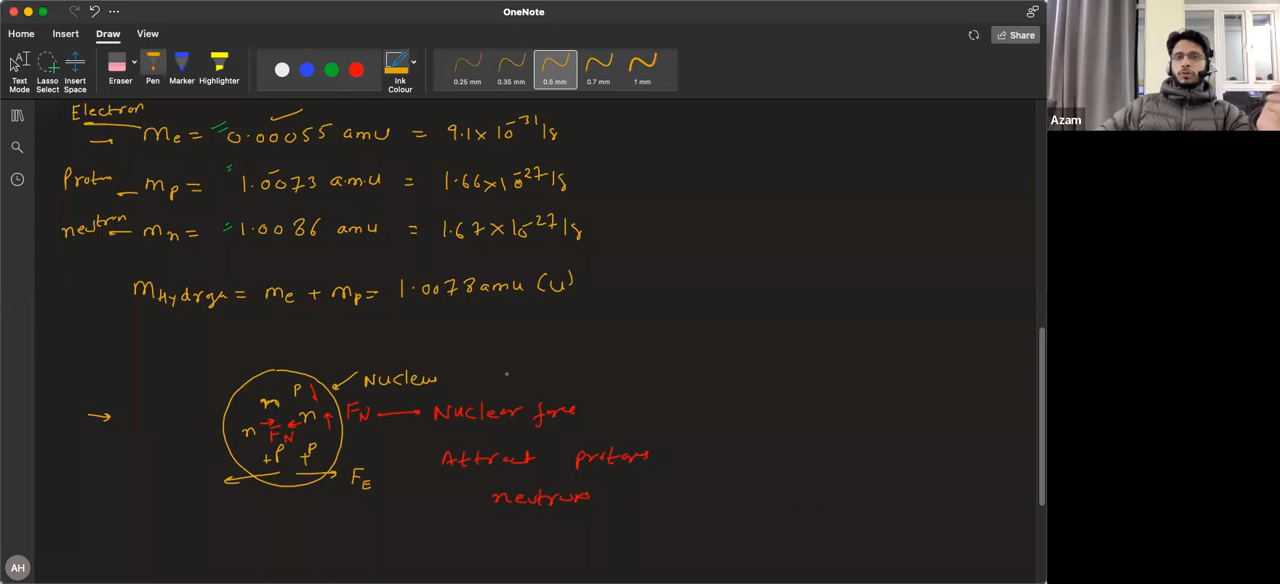 OneNote
Home Insert Draw View
Share
Text Mode
Lasso Select
Insert Space
Eraser
Pen
Marker
Highlighter
Ink Colour
0.25 mm
0.35 mm
0.5 mm
0.7 mm
1 mm
Azam
Electron
→ me = 0.00055 amu = 9.1 x 10^-31 kg
Proton mp = 1.0073 a.m.u = 1.66 x 10^-27 kg
neutron mn = 1.0086 amu = 1.67 x 10^-27 kg
mHydrgn = me + mp = 1.0078 amu (u)
→
Nucleus
P
n n
n
FN
+P +P
FE
FN → Nuclear force
Attract protons
neutrons
AH